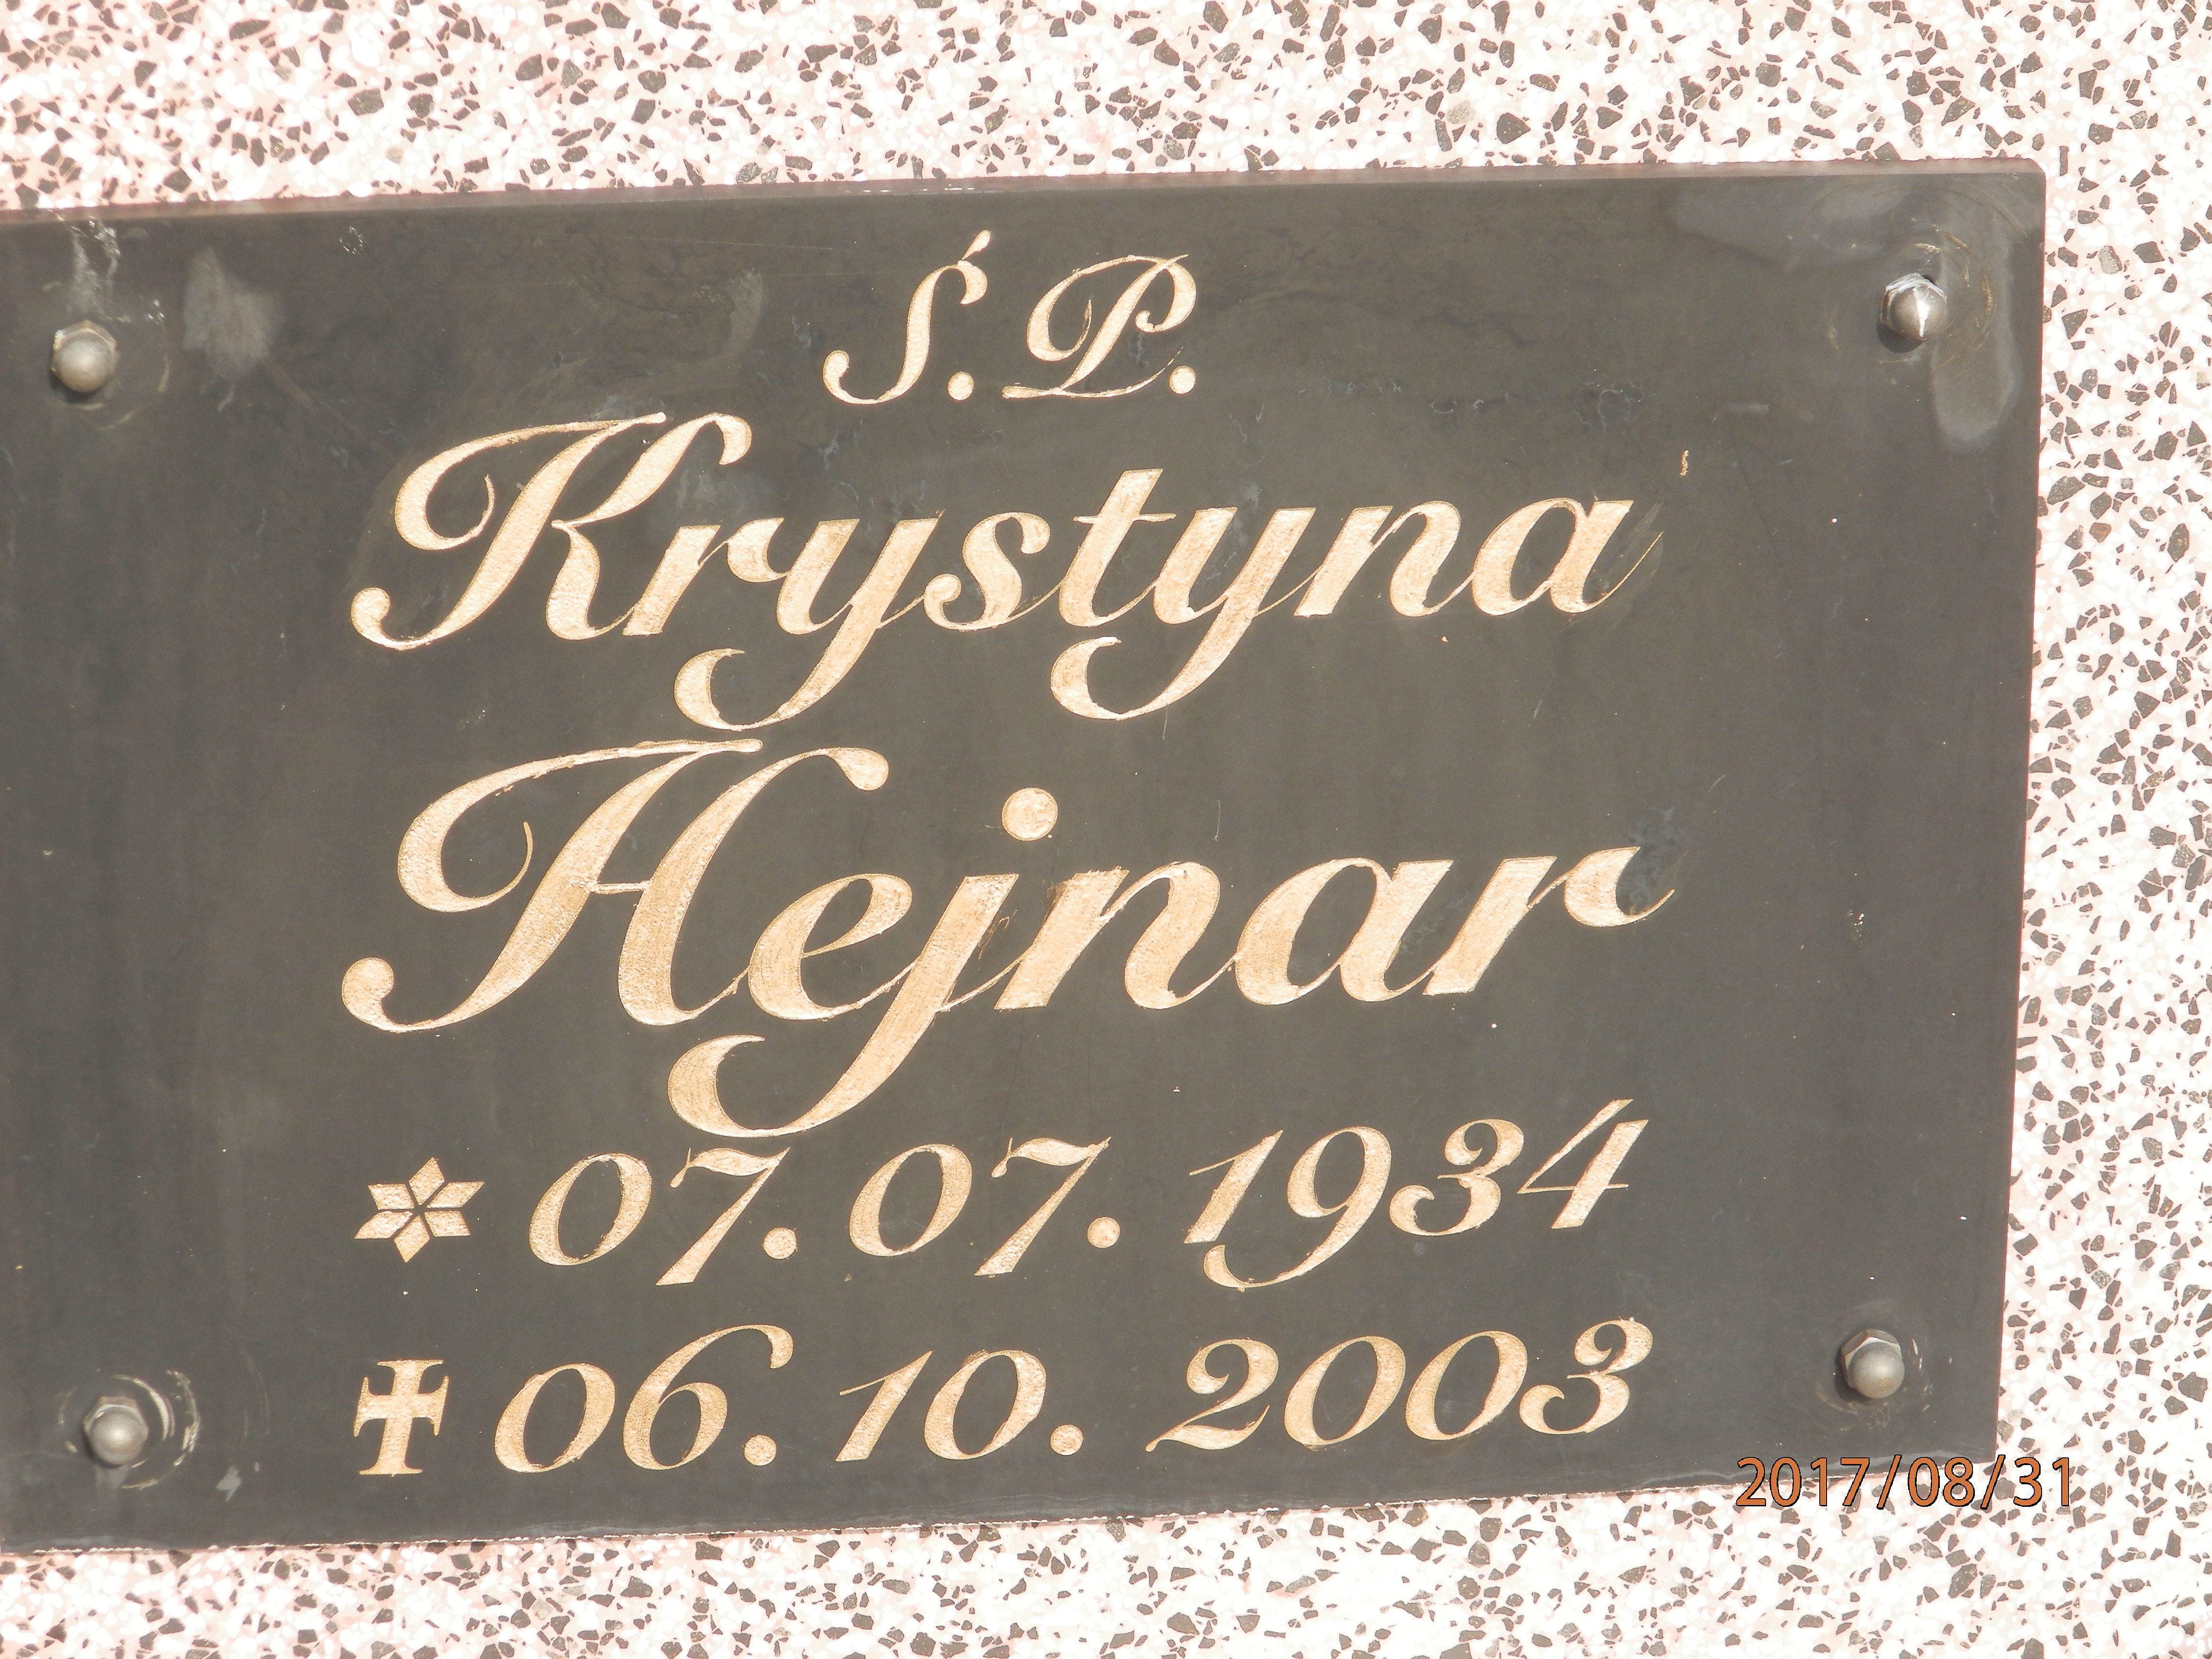 Ś. P.
Krystyna
Hejnar
* 07. 07. 1934
✝ 06. 10. 2003
2017/08/31